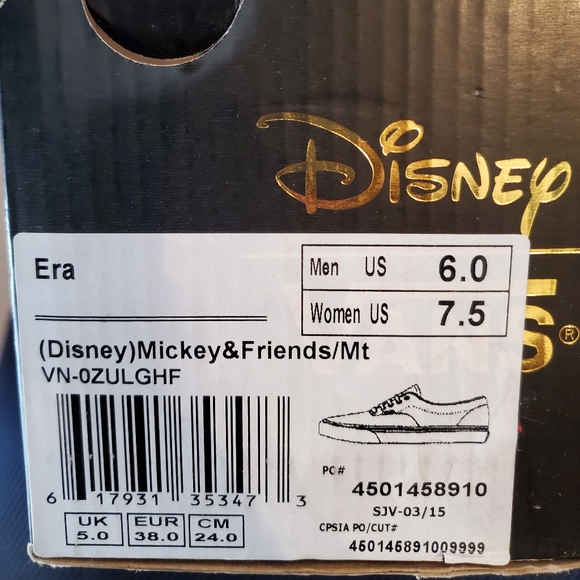 DISNEY
Era
Men US 6.0
Women US 7.5
S®
(Disney)Mickey&Friends/Mt
VN-0ZULGHF
6 17931 35347 3
PC# 4501458910
SJV-03/15
CPSIA PO/CUT#
450145891009999
UK 5.0
EUR 38.0
CM 24.0